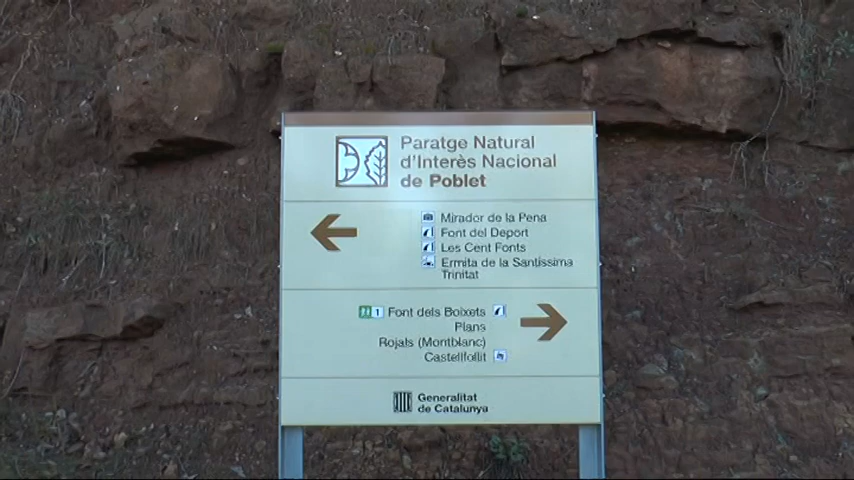 Paratge Natural
d'Interès Nacional
de Poblet
Mirador de la Pena
Font del Deport
Les Cent Fonts
Ermita de la Santíssima
Trinitat
1 Font dels Boixets
Plans
Rojals (Montblanc)
Castellfollit
Generalitat
de Catalunya